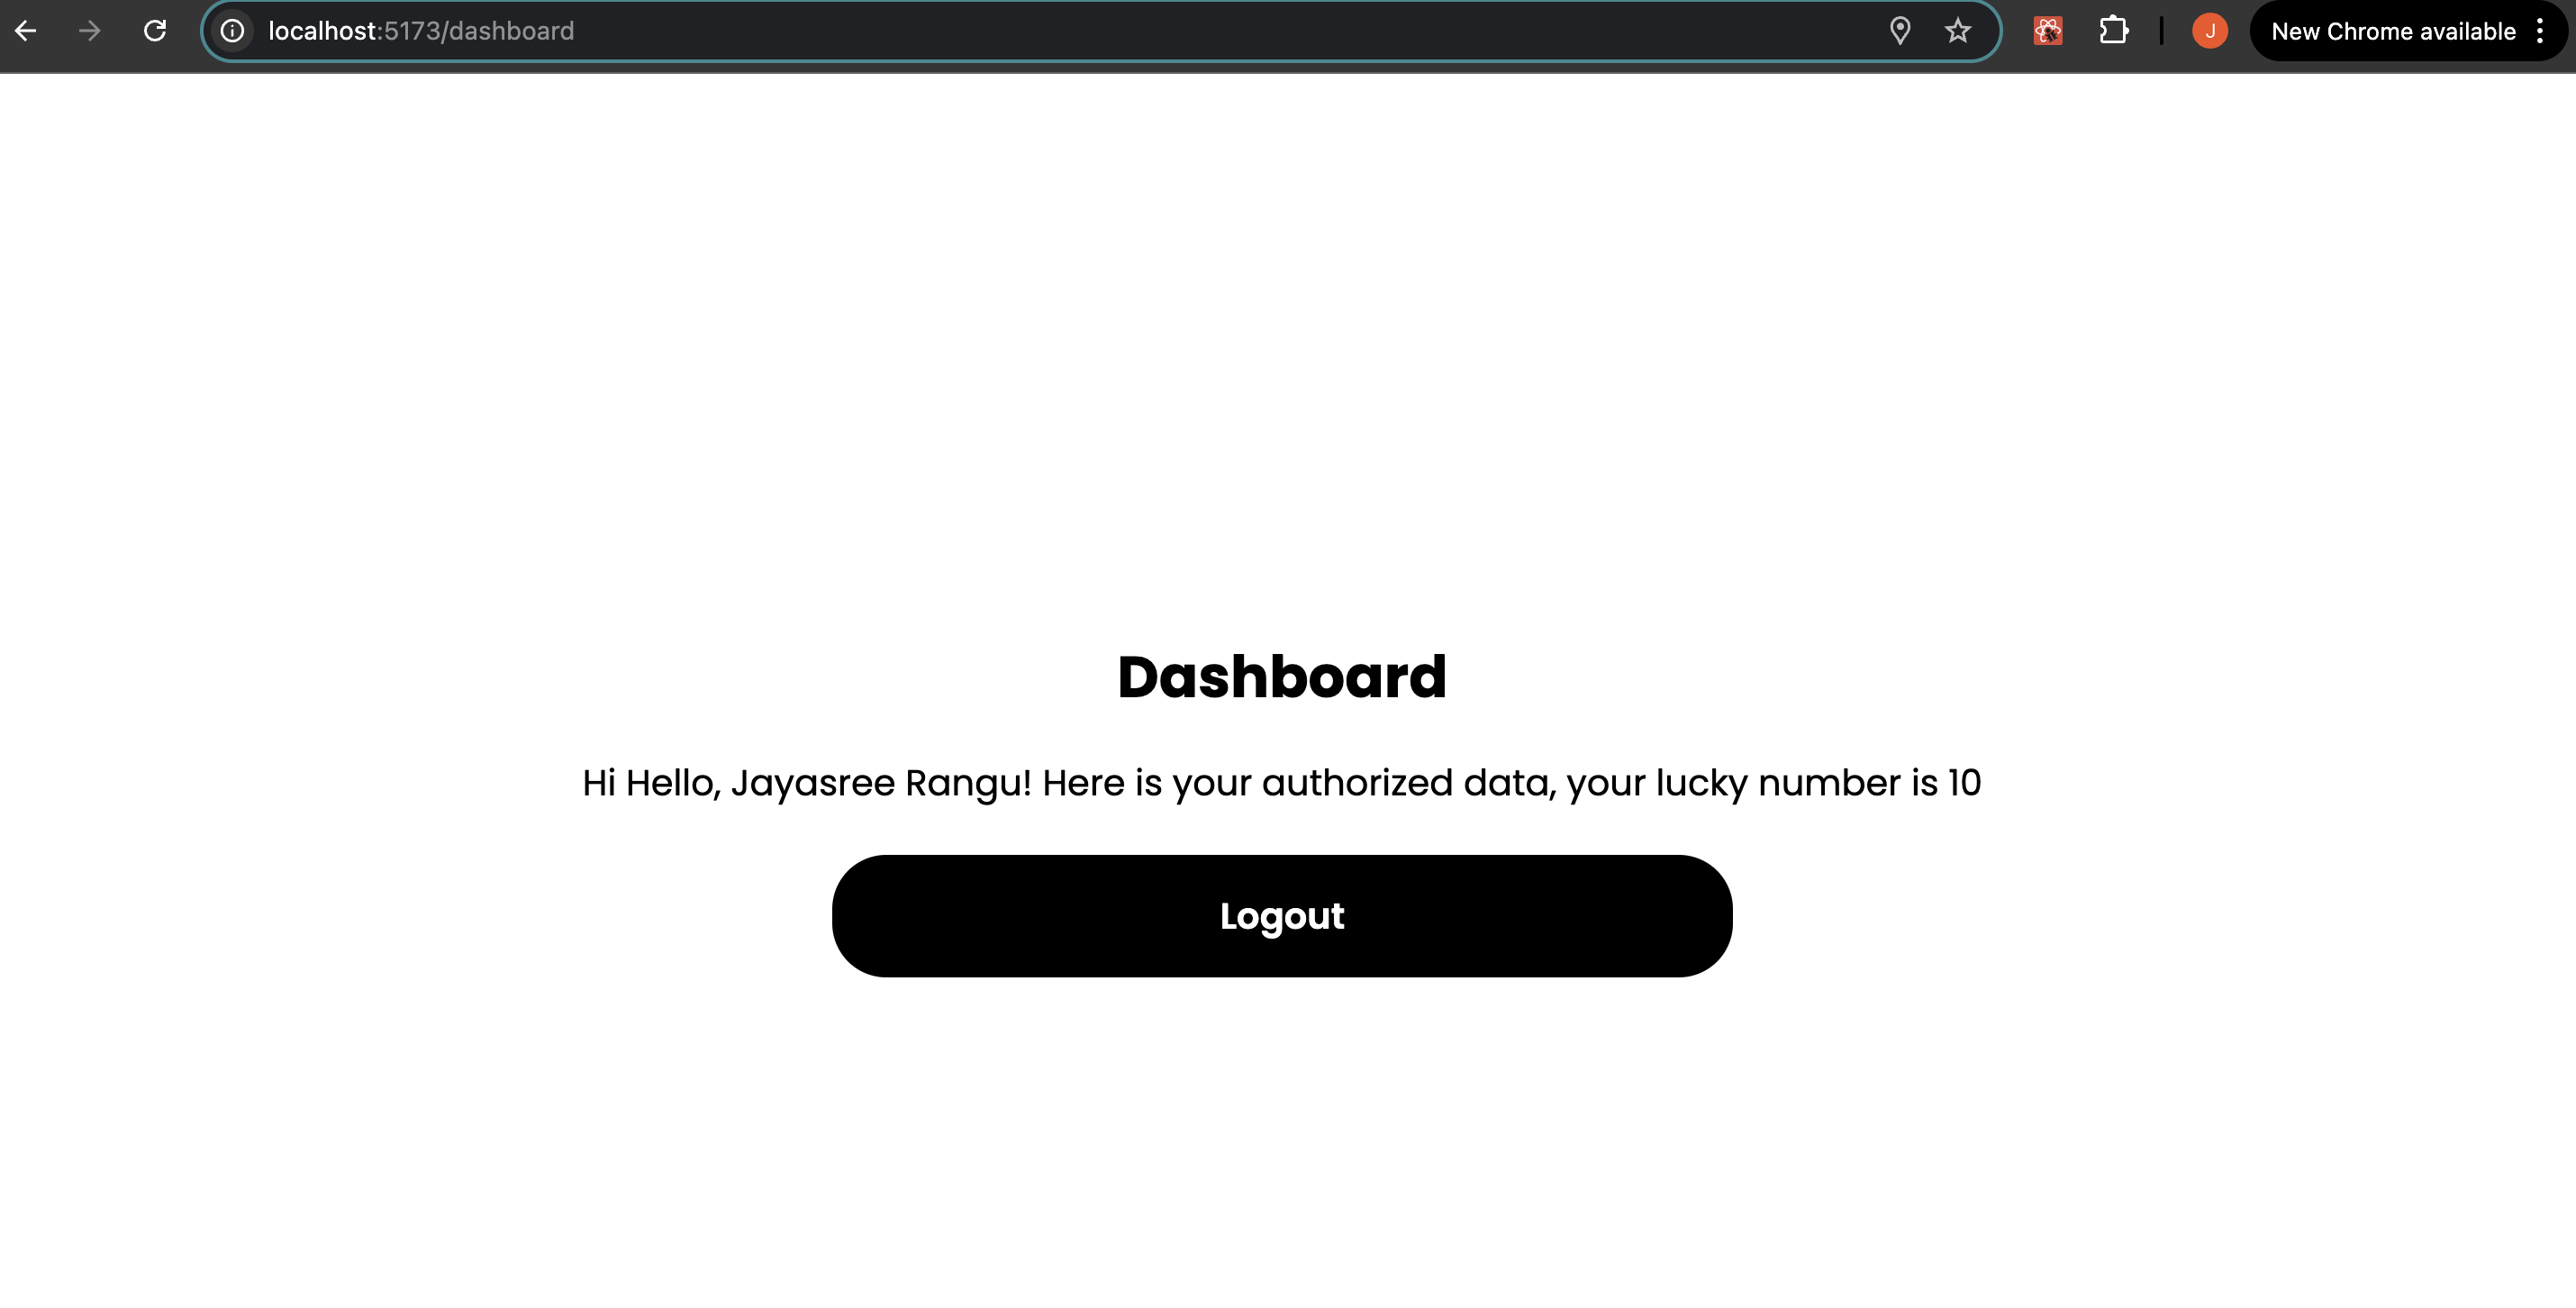 localhost:5173/dashboard
J
New Chrome available
Dashboard
Hi Hello, Jayasree Rangu! Here is your authorized data, your lucky number is 10
Logout